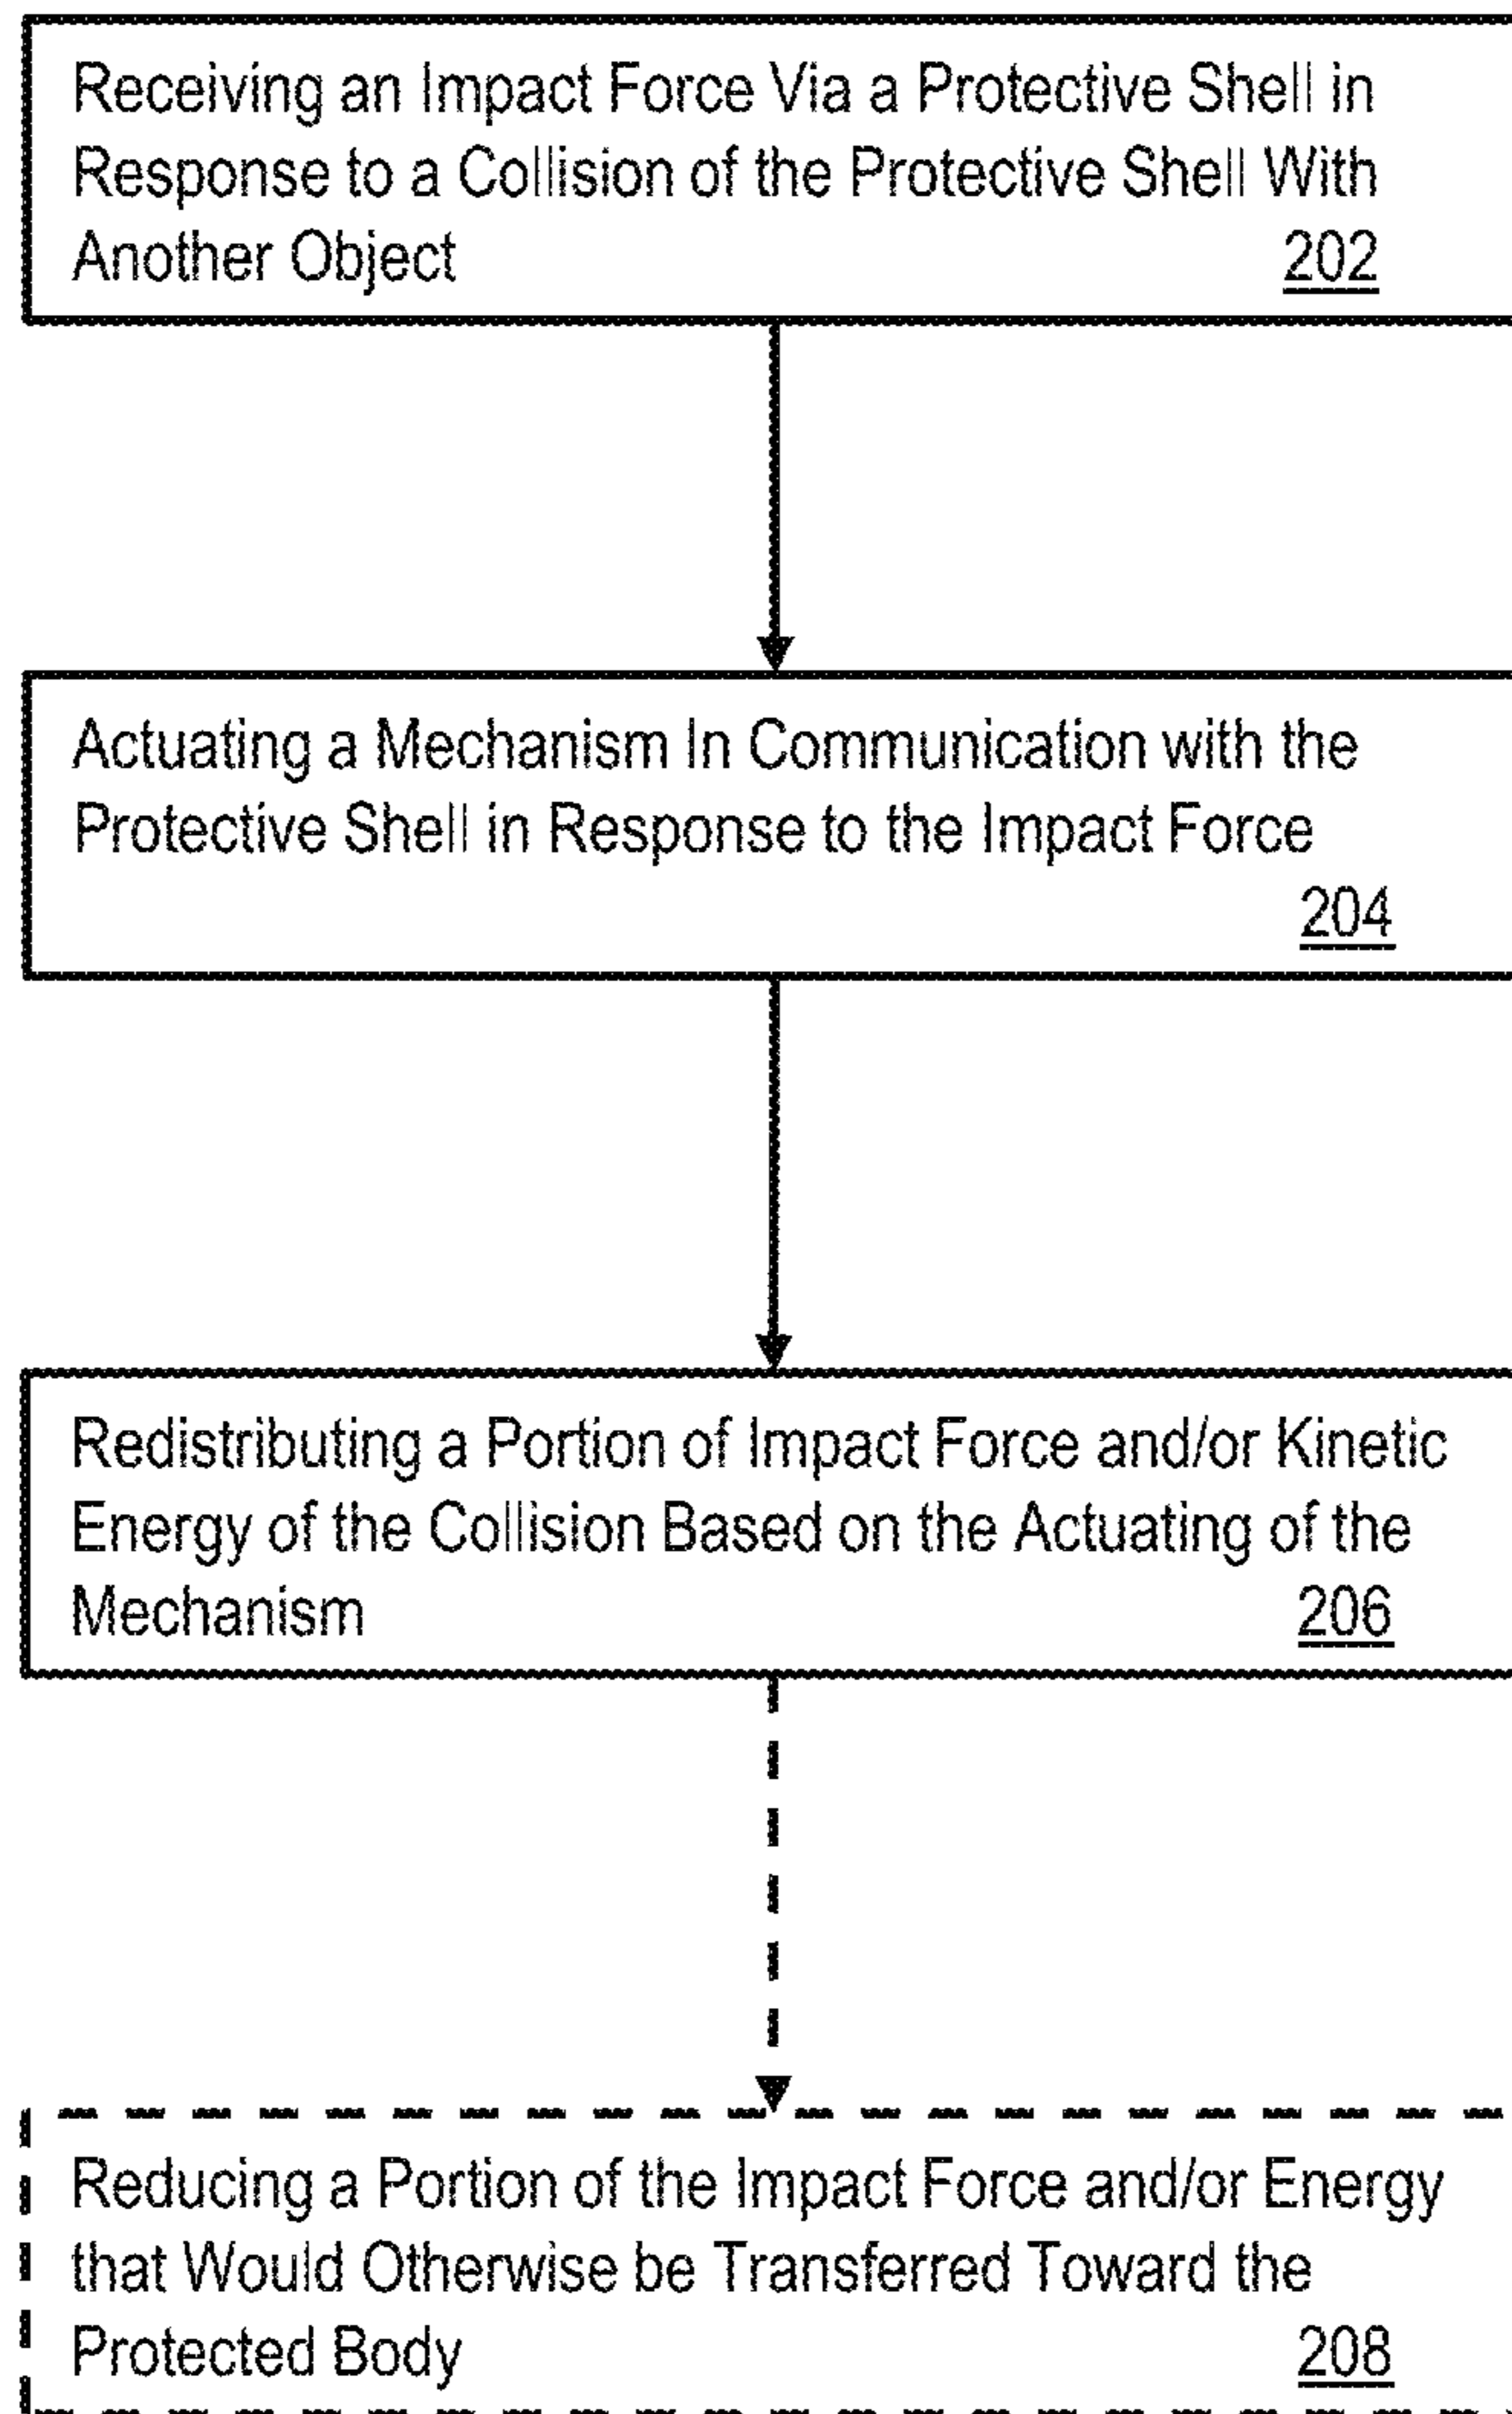 Receiving an Impact Force Via a Protective Shell in
Response to a Collision of the Protective Shell With
Another Object 202
Actuating a Mechanism In Communication with the
Protective Shell in Response to the Impact Force
204
Redistributing a Portion of Impact Force and/or Kinetic
Energy of the Collision Based on the Actuating of the
Mechanism 206
Reducing a Portion of the Impact Force and/or Energy
that Would Otherwise be Transferred Toward the
Protected Body 208